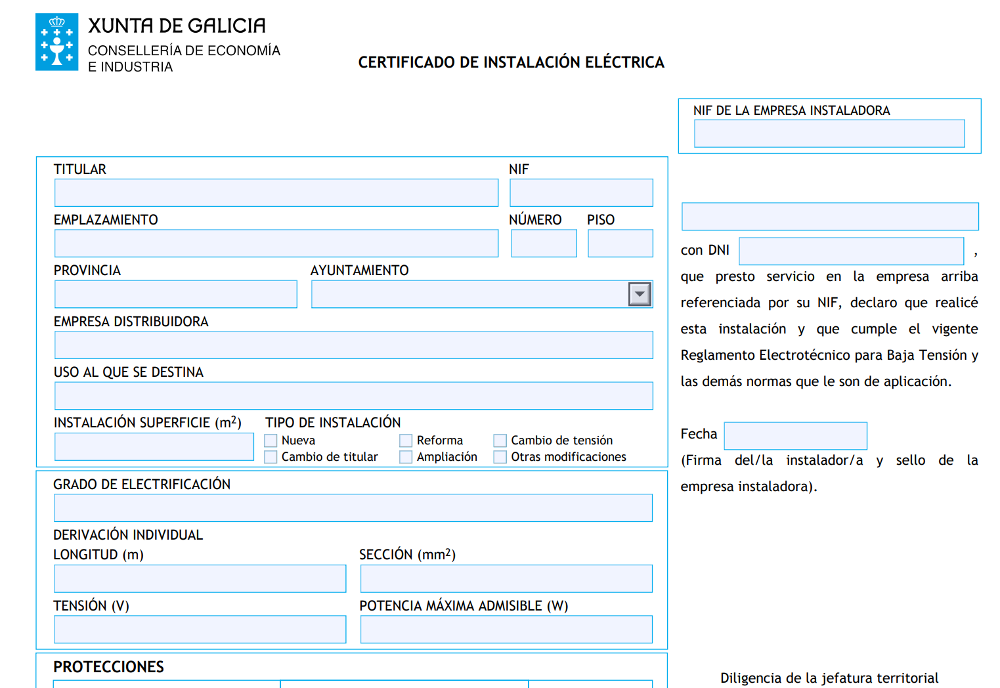 XUNTA DE GALICIA
CONSELLERÍA DE ECONOMÍA
E INDUSTRIA
CERTIFICADO DE INSTALACIÓN ELÉCTRICA
NIF DE LA EMPRESA INSTALADORA
TITULAR NIF
EMPLAZAMIENTO NÚMERO PISO
PROVINCIA AYUNTAMIENTO
EMPRESA DISTRIBUIDORA
USO AL QUE SE DESTINA
INSTALACIÓN SUPERFICIE (m²) TIPO DE INSTALACIÓN
Nueva Reforma Cambio de tensión
Cambio de titular Ampliación Otras modificaciones
GRADO DE ELECTRIFICACIÓN
DERIVACIÓN INDIVIDUAL
LONGITUD (m) SECCIÓN (mm²)
TENSIÓN (V) POTENCIA MÁXIMA ADMISIBLE (W)
PROTECCIONES
con DNI ,
que presto servicio en la empresa arriba
referenciada por su NIF, declaro que realicé
esta instalación y que cumple el vigente
Reglamento Electrotécnico para Baja Tensión y
las demás normas que le son de aplicación.
Fecha
(Firma del/la instalador/a y sello de la
empresa instaladora).
Diligencia de la jefatura territorial